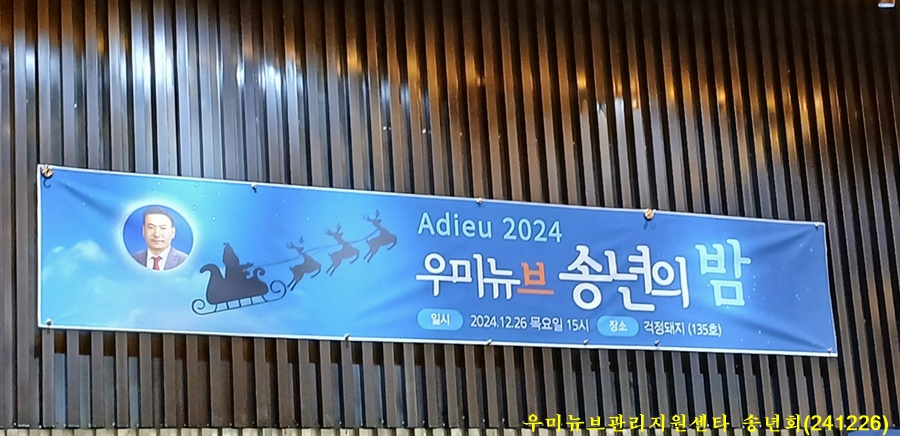 Adieu 2024
우미뉴브 송년의 밤
일시 2024.12.26 목요일 15시 장소 걱정돼지 (135호)
우미뉴브관리지원센타 송년회(241226)